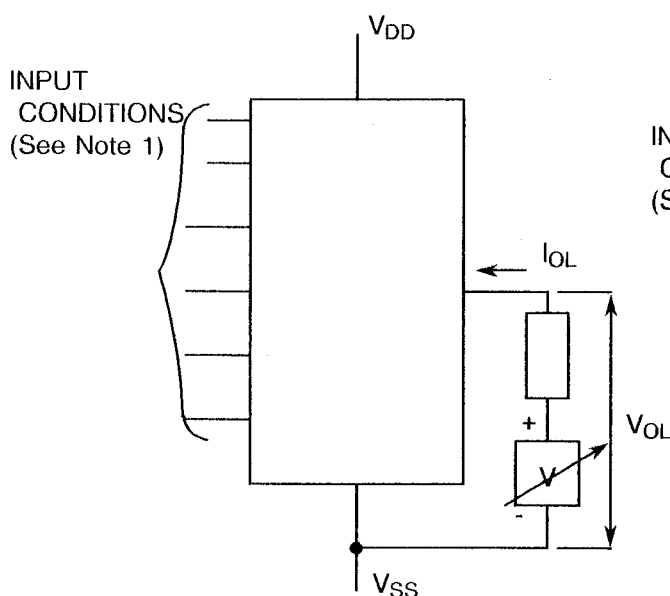 V_DD
INPUT
CONDITIONS
(See Note 1)
IN
C
(S
I_OL
+
V
V_OL
-
V_SS